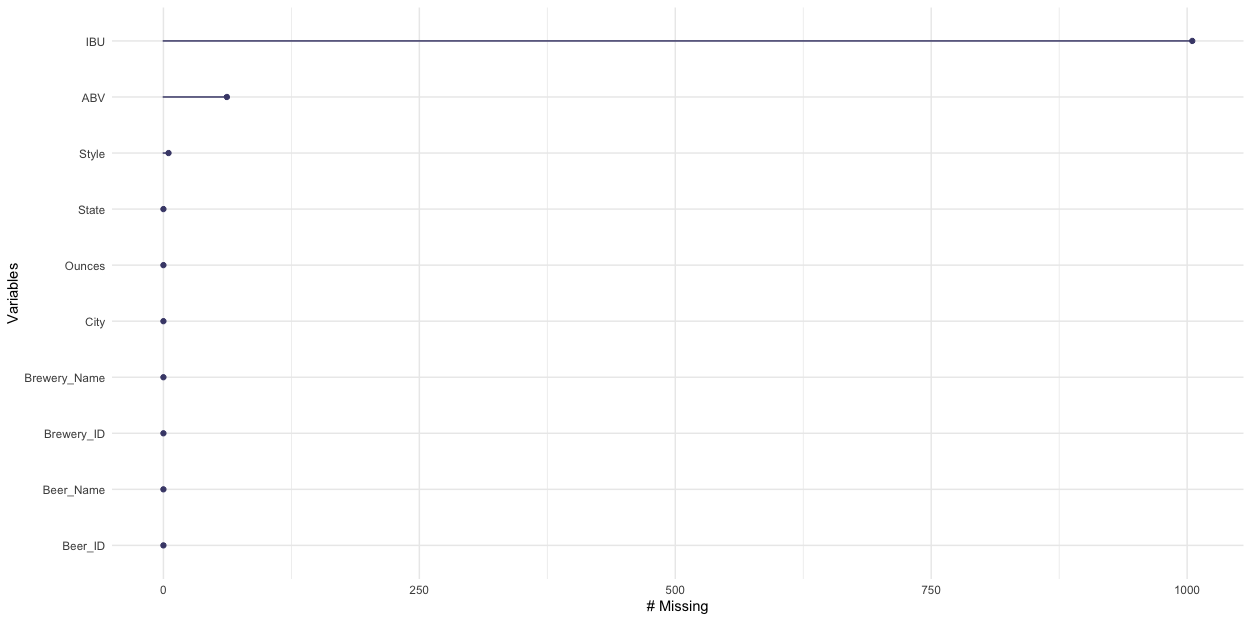 IBU
ABV
Style
State
Ounces
City
Brewery_Name
Brewery_ID
Beer_Name
Beer_ID
Variables
0 250 500 750 1000
# Missing